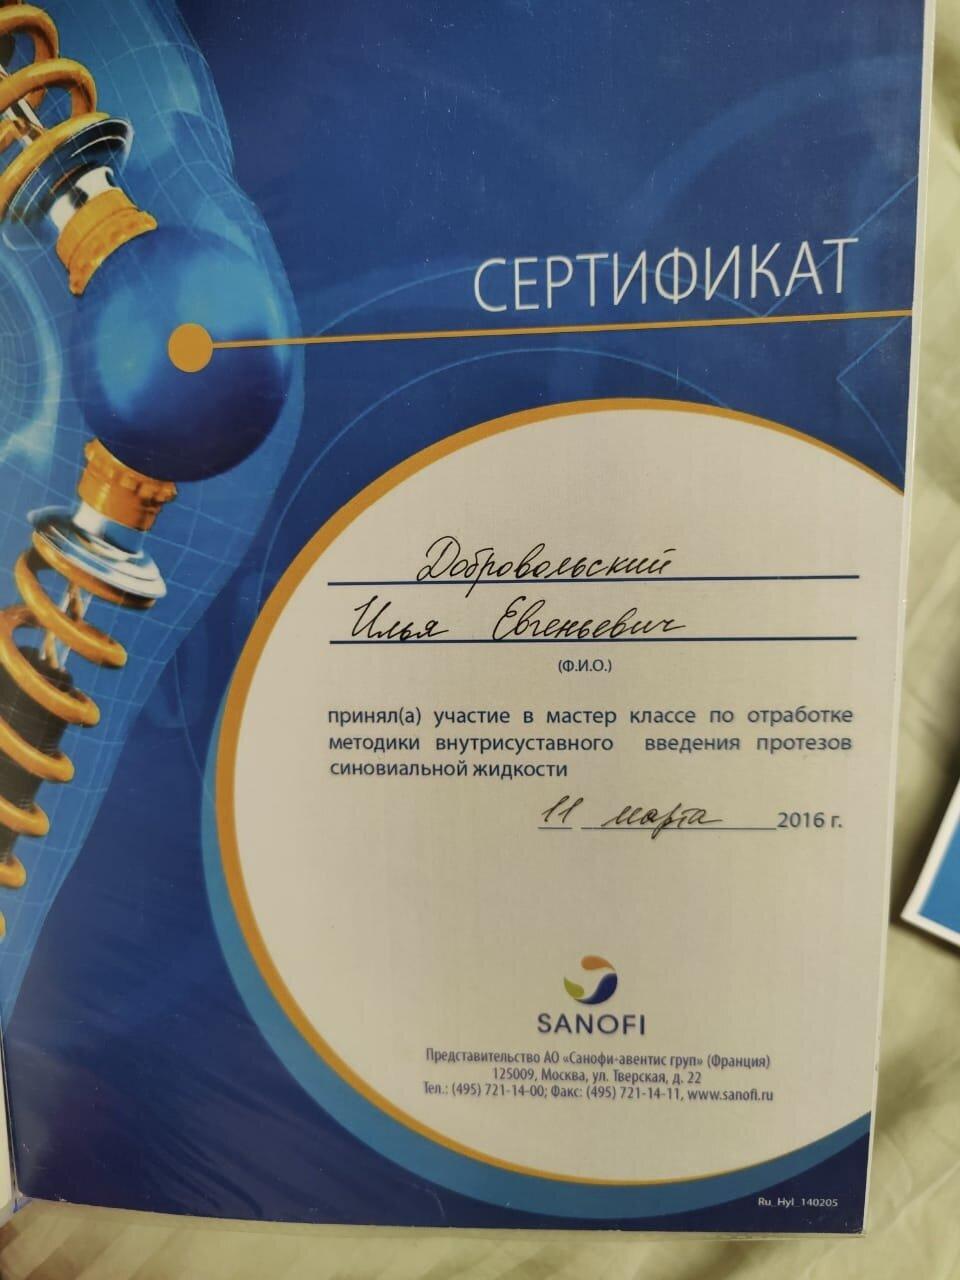 СЕРТИФИКАТ
Добровольский
Илья Евгеньевич
(Ф.И.О.)
принял(а) участие в мастер классе по отработке
методики внутрисуставного введения протезов
синовиальной жидкости
11 марта 2016 г.
SANOFI
Представительство АО «Санофи-авентис груп» (Франция)
125009, Москва, ул. Тверская, д. 22
Тел.: (495) 721-14-00; Факс: (495) 721-14-11, www.sanofi.ru
Ru_Hyl_140205